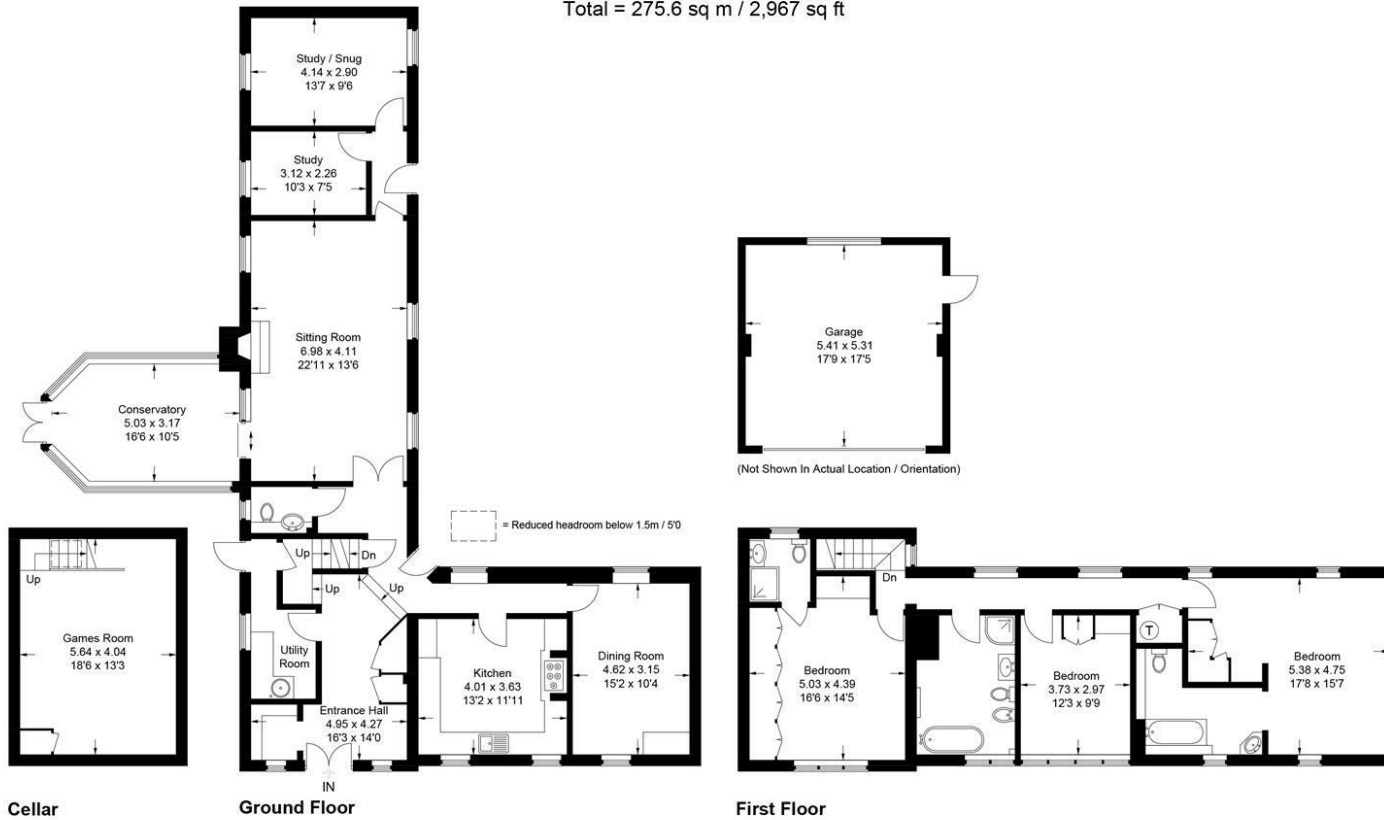 Total = 275.6 sq m / 2,967 sq ft
Study / Snug
4.14 x 2.90
13'7 x 9'6
Study
3.12 x 2.26
10'3 x 7'5
Sitting Room
6.98 x 4.11
22'11 x 13'6
Conservatory
5.03 x 3.17
16'6 x 10'5
Garage
5.41 x 5.31
17'9 x 17'5
(Not Shown In Actual Location / Orientation)
= Reduced headroom below 1.5m / 5'0
Up
Games Room
5.64 x 4.04
18'6 x 13'3
Cellar
Up
Dn
Up
Up
Utility
Room
Entrance Hall
4.95 x 4.27
16'3 x 14'0
IN
Kitchen
4.01 x 3.63
13'2 x 11'11
Dining Room
4.62 x 3.15
15'2 x 10'4
Ground Floor
Dn
Bedroom
5.03 x 4.39
16'6 x 14'5
Bedroom
3.73 x 2.97
12'3 x 9'9
T
Bedroom
5.38 x 4.75
17'8 x 15'7
First Floor